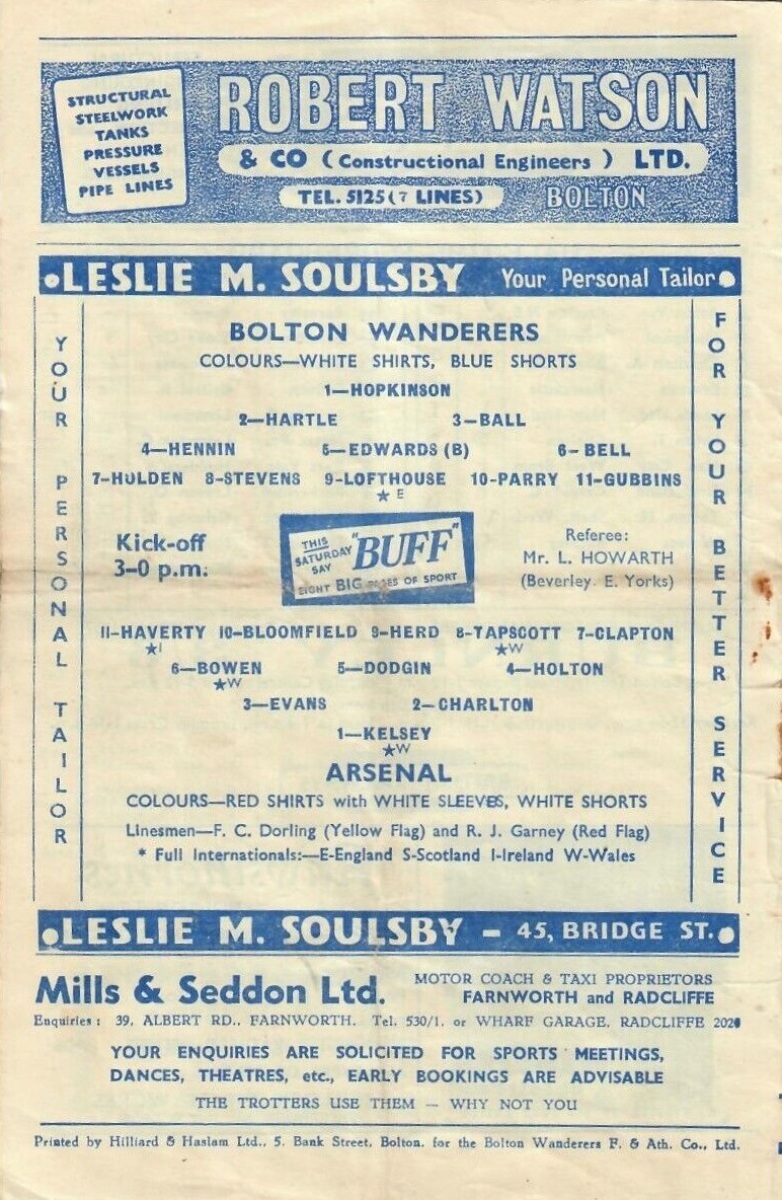 STRUCTURAL
STEELWORK
TANKS
PRESSURE
VESSELS
PIPE LINES
ROBERT WATSON
& CO (Constructional Engineers) LTD.
TEL. 5125 (7 LINES) BOLTON
LESLIE M. SOULSBY Your Personal Tailor
YOUR PERSONAL TAILOR
BOLTON WANDERERS
COLOURS—WHITE SHIRTS, BLUE SHORTS
1—HOPKINSON
2—HARTLE 3—BALL
4—HENNIN 5—EDWARDS (B) 6-BELL
7-HOLDEN 8-STEVENS 9-LOFTHOUSE 10-PARRY 11-GUBBINS
★ E
Kick-off
3-0 p.m.
THIS
SATURDAY
SAY
"BUFF"
EIGHT BIG PAGES OF SPORT
Referee:
Mr. L. HOWARTH
(Beverley. E. Yorks)
11-HAVERTY 10-BLOOMFIELD 9-HERD 8-TAPSCOTT 7-CLAPTON
★I ★W
6—BOWEN 5—DODGIN 4—HOLTON
★W
3—EVANS 2—CHARLTON
1—KELSEY
★W
ARSENAL
COLOURS—RED SHIRTS with WHITE SLEEVES, WHITE SHORTS
Linesmen—F. C. Dorling (Yellow Flag) and R. J. Garney (Red Flag)
* Full Internationals:—E-England S-Scotland I-Ireland W-Wales
FOR YOUR BETTER SERVICE
LESLIE M. SOULSBY – 45, BRIDGE ST.
Mills & Seddon Ltd.
MOTOR COACH & TAXI PROPRIETORS
FARNWORTH and RADCLIFFE
Enquiries: 39, ALBERT RD., FARNWORTH. Tel. 530/1. or WHARF GARAGE, RADCLIFFE
YOUR ENQUIRIES ARE SOLICITED FOR SPORTS MEETINGS,
DANCES, THEATRES, etc., EARLY BOOKINGS ARE ADVISABLE
THE TROTTERS USE THEM — WHY NOT YOU
Printed by Hilliard & Haslam Ltd., 5, Bank Street, Bolton, for the Bolton Wanderers F. & Ath. Co., Ltd.